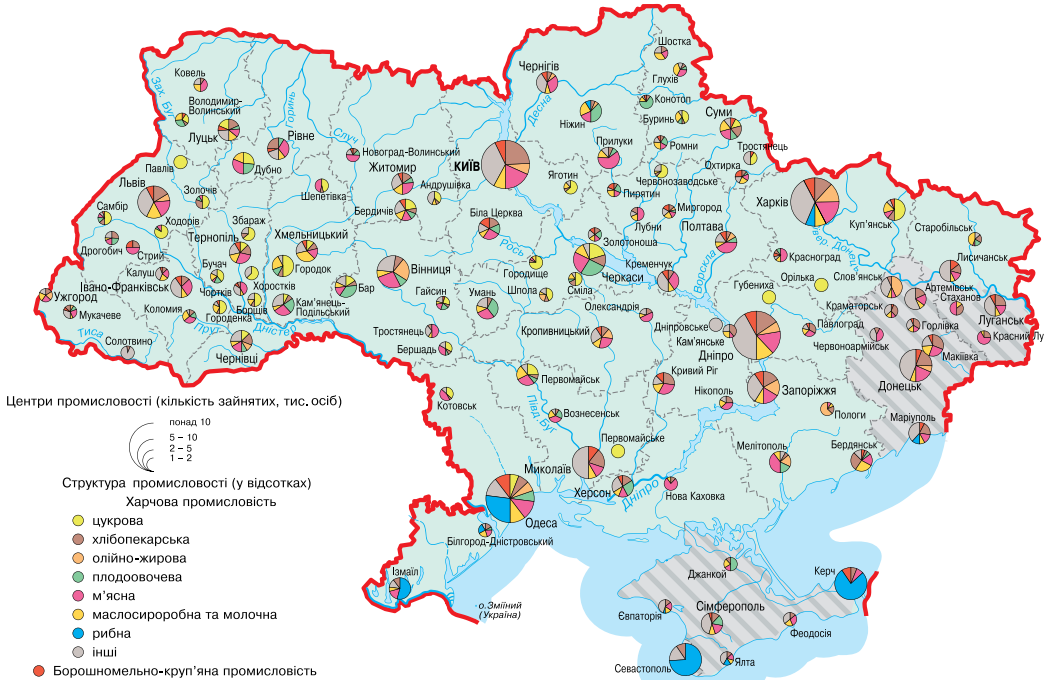 Шостка
Чернігів
Глухів
Ковель
Зах. Буг
Горинь
Случ
Десна
Володимир-
Волинський
Луцьк
Рівне
Ніжин
Конотоп
Буринь
Суми
Прилуки
Ромни
Тростянець
Охтирка
Новоград-Волинський
Житомир
КИЇВ
Павлів
Дубно
Шепетівка
Андрушівка
Яготин
Червонозаводське
Пирятин
Миргород
Львів
Золочів
Бердичів
Біла Церква
Лубни
Полтава
Харків
Куп'янськ
Самбір
Ходорів
Збараж
Тернопіль
Хмельницький
Рось
Золотоноша
Ворскла
Сівер. Донец
Старобільськ
Дрогобич
Стрий
Калуш
Бучач
Городок
Вінниця
Городище
Черкаси
Кременчук
Красноград
Лисичанськ
Івано-Франківськ
Хоростків
Бар
Гайсин
Умань
Шпола
Сміла
Орілька
Губениха
Слов'янськ
Артемівськ
Ужгород
Чортків
Олександрія
Краматорськ
Стаханов
Мукачеве
Коломия
Борщів
Кам'янець-
Подільський
Городенка
Прут
Дністер
Тиса
Солотвино
Чернівці
Тростянець
Бершадь
Кропивницький
Дніпровське
Кам'янське
Дніпро
Павлоград
Червоноармійськ
Горлівка
Луганськ
Красний Лу
Макіївка
Донецьк
Первомайськ
Кривий Ріг
Нікополь
Запоріжжя
Котовськ
Півд Буг
Вознесенськ
Пологи
Маріуполь
Первомайське
Мелітополь
Бердянськ
Миколаїв
Херсон
Дніпро
Нова Каховка
Одеса
Білгород-Дністровський
Ізмаїл
о.Зміїний
(Україна)
Джанкой
Керч
Євпаторія
Сімферополь
Феодосія
Севастополь
Ялта
Центри промисловості (кількість зайнятих, тис. осіб)
понад 10
5 – 10
2 – 5
1 – 2
Структура промисловості (у відсотках)
Харчова промисловість
цукрова
хлібопекарська
олійно-жирова
плодоовочева
м'ясна
маслосироробна та молочна
рибна
інші
Борошномельно-круп'яна промисловість